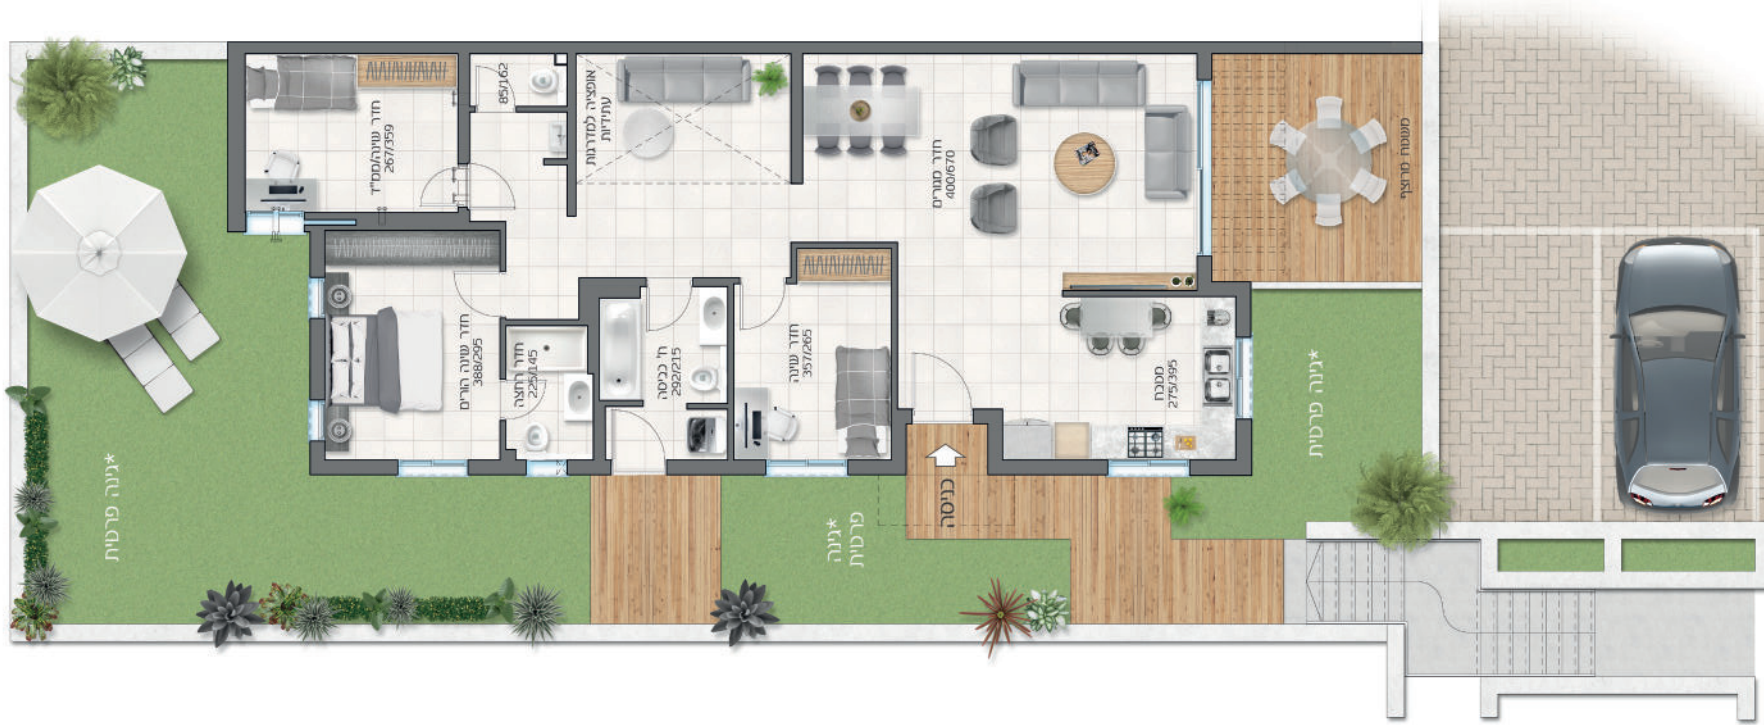 חדר שינה/ממ״ד
267/359
85/162
אופציה למדרגות
עתידיות
חדר מגורים
400/670
משטח מרוצף
חדר שינה הורים
388/295
חדר רחצה
225/145
ח׳ כביסה
292/215
חדר שינה
357/265
מטבח
275/395
כניסה
*גינה פרטית
*גינה
פרטית
*גינה פרטית